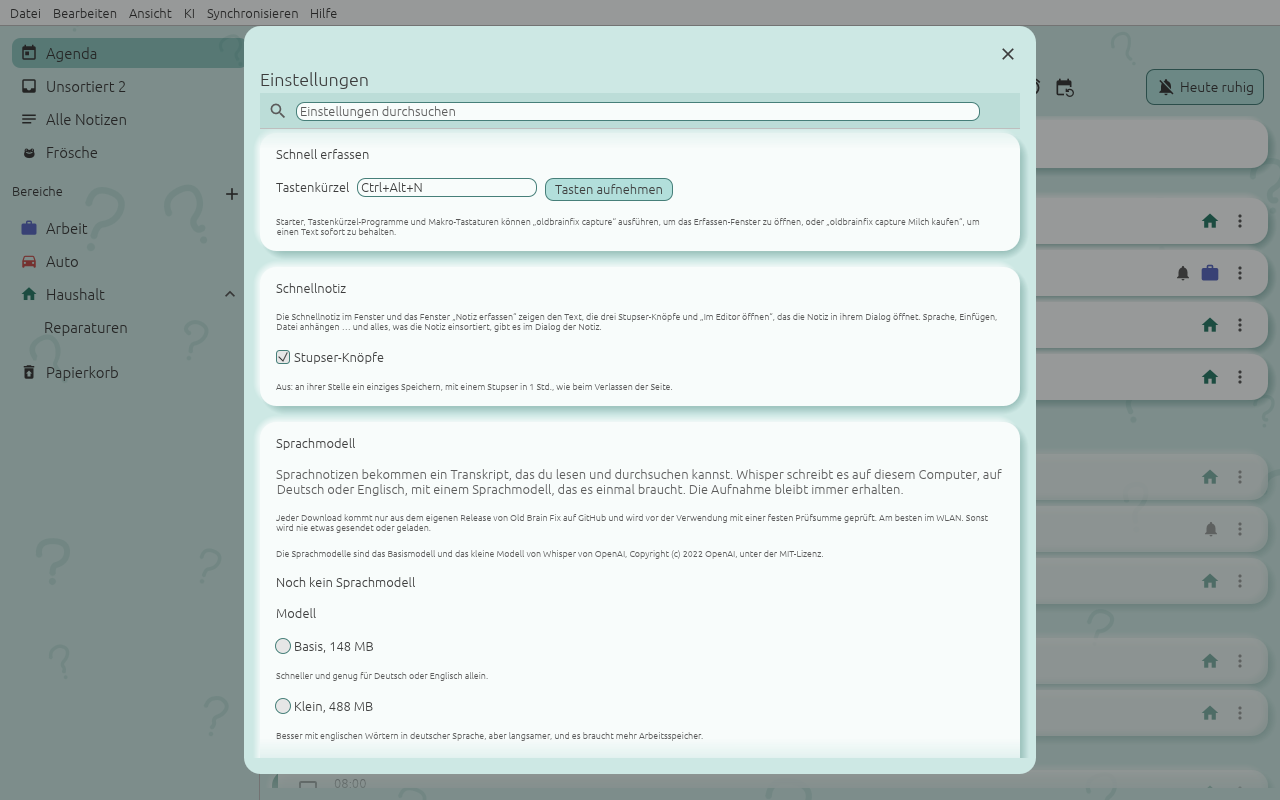 Datei Bearbeiten Ansicht KI Synchronisieren Hilfe
Agenda
Unsortiert 2
Alle Notizen
Frösche
Bereiche
Arbeit
Auto
Haushalt
Reparaturen
Papierkorb
Heute ruhig
Einstellungen
Einstellungen durchsuchen
Schnell erfassen
Tastenkürzel Ctrl+Alt+N Tasten aufnehmen
Starter, Tastenkürzel-Programme und Makro-Tastaturen können „oldbrainfix capture“ ausführen, um das Erfassen-Fenster zu öffnen, oder „oldbrainfix capture Milch kaufen“, um
einen Text sofort zu behalten.
Schnellnotiz
Die Schnellnotiz im Fenster und das Fenster „Notiz erfassen“ zeigen den Text, die drei Stupser-Knöpfe und „Im Editor öffnen“, das die Notiz in ihrem Dialog öffnet. Sprache, Einfügen,
Datei anhängen … und alles, was die Notiz einsortiert, gibt es im Dialog der Notiz.
Stupser-Knöpfe
Aus: an ihrer Stelle ein einziges Speichern, mit einem Stupser in 1 Std., wie beim Verlassen der Seite.
Sprachmodell
Sprachnotizen bekommen ein Transkript, das du lesen und durchsuchen kannst. Whisper schreibt es auf diesem Computer, auf
Deutsch oder Englisch, mit einem Sprachmodell, das es einmal braucht. Die Aufnahme bleibt immer erhalten.
Jeder Download kommt nur aus dem eigenen Release von Old Brain Fix auf GitHub und wird vor der Verwendung mit einer festen Prüfsumme geprüft. Am besten im WLAN. Sonst
wird nie etwas gesendet oder geladen.
Die Sprachmodelle sind das Basismodell und das kleine Modell von Whisper von OpenAI, Copyright (c) 2022 OpenAI, unter der MIT-Lizenz.
Noch kein Sprachmodell
Modell
Basis, 148 MB
Schneller und genug für Deutsch oder Englisch allein.
Klein, 488 MB
Besser mit englischen Wörtern in deutscher Sprache, aber langsamer, und es braucht mehr Arbeitsspeicher.
08:00